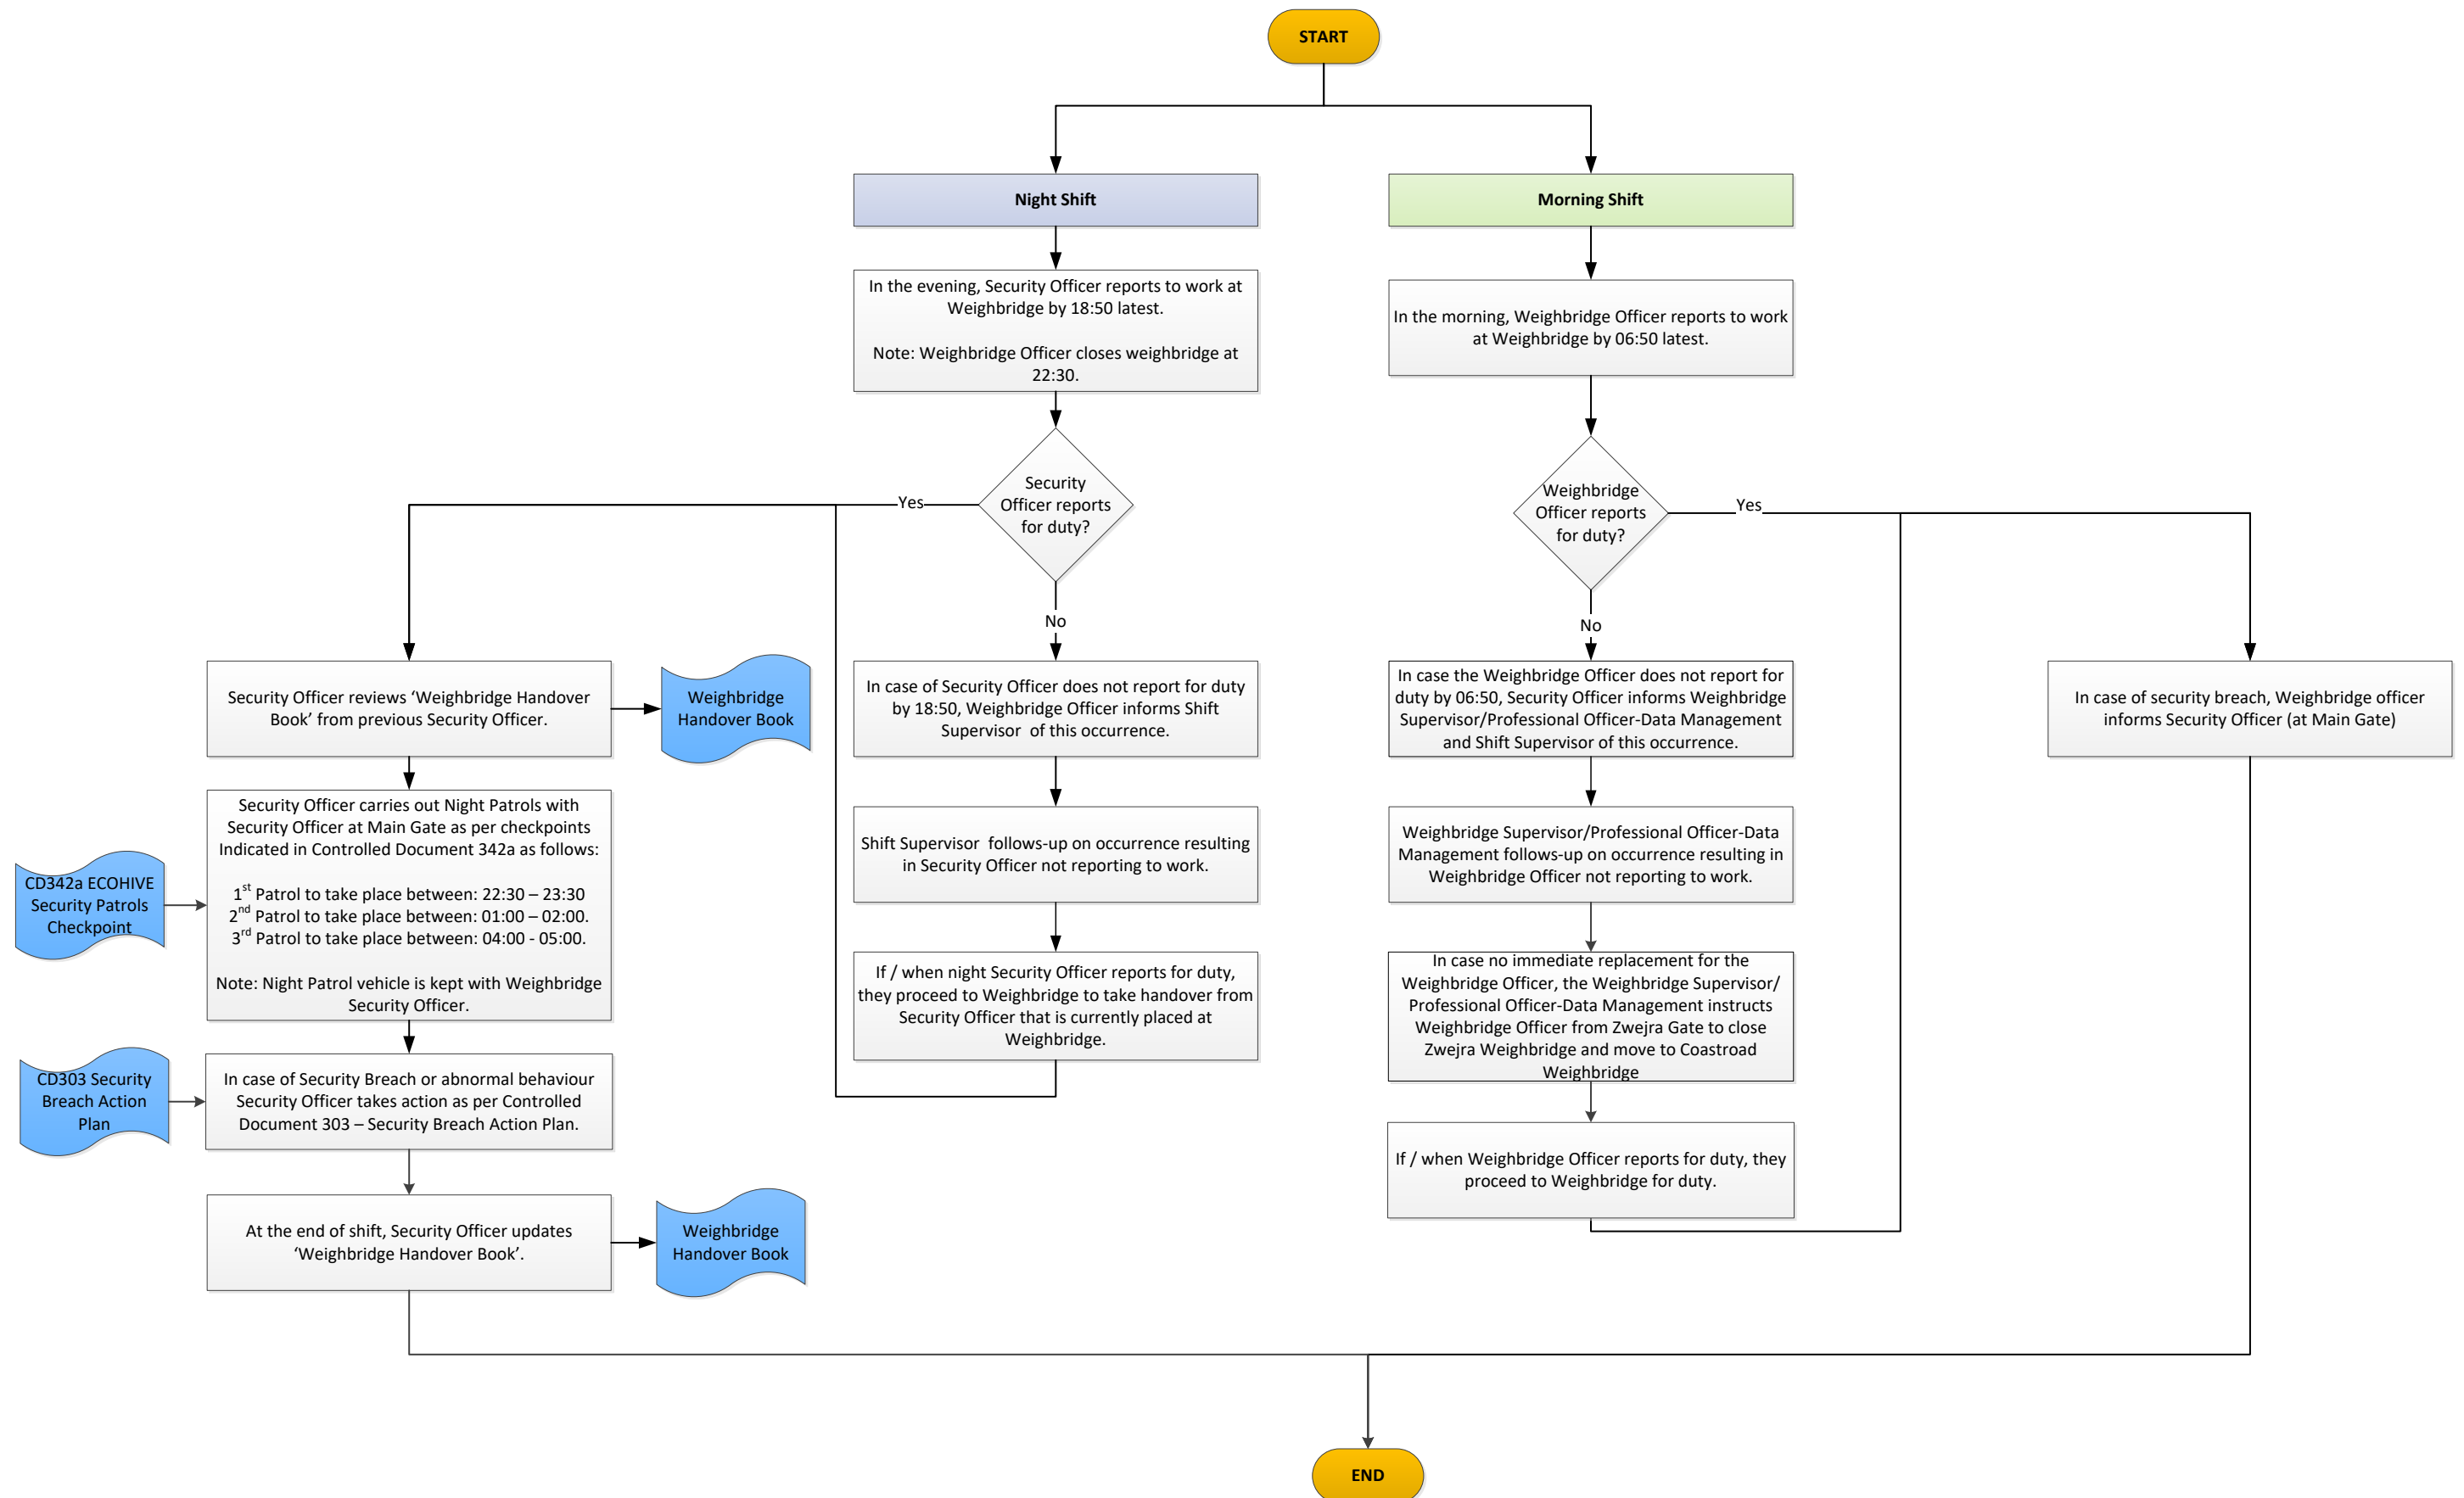 START
Night Shift
Morning Shift
In the evening, Security Officer reports to work at
Weighbridge by 18:50 latest.
Note: Weighbridge Officer closes weighbridge at
22:30.
In the morning, Weighbridge Officer reports to work
at Weighbridge by 06:50 latest.
Security
Officer reports
for duty?
Yes
No
Weighbridge
Officer reports
for duty?
Yes
No
Security Officer reviews ‘Weighbridge Handover
Book’ from previous Security Officer.
Weighbridge
Handover Book
In case of Security Officer does not report for duty
by 18:50, Weighbridge Officer informs Shift
Supervisor  of this occurrence.
In case the Weighbridge Officer does not report for
duty by 06:50, Security Officer informs Weighbridge
Supervisor/Professional Officer-Data Management
and Shift Supervisor of this occurrence.
In case of security breach, Weighbridge officer
informs Security Officer (at Main Gate)
CD342a ECOHIVE
Security Patrols
Checkpoint
Security Officer carries out Night Patrols with
Security Officer at Main Gate as per checkpoints
Indicated in Controlled Document 342a as follows:
1st Patrol to take place between: 22:30 – 23:30
2nd Patrol to take place between: 01:00 – 02:00.
3rd Patrol to take place between: 04:00 - 05:00.
Note: Night Patrol vehicle is kept with Weighbridge
Security Officer.
Shift Supervisor  follows-up on occurrence resulting
in Security Officer not reporting to work.
Weighbridge Supervisor/Professional Officer-Data
Management follows-up on occurrence resulting in
Weighbridge Officer not reporting to work.
If / when night Security Officer reports for duty,
they proceed to Weighbridge to take handover from
Security Officer that is currently placed at
Weighbridge.
In case no immediate replacement for the
Weighbridge Officer, the Weighbridge Supervisor/
Professional Officer-Data Management instructs
Weighbridge Officer from Zwejra Gate to close
Zwejra Weighbridge and move to Coastroad
Weighbridge
CD303 Security
Breach Action
Plan
In case of Security Breach or abnormal behaviour
Security Officer takes action as per Controlled
Document 303 – Security Breach Action Plan.
If / when Weighbridge Officer reports for duty, they
proceed to Weighbridge for duty.
At the end of shift, Security Officer updates
‘Weighbridge Handover Book’.
Weighbridge
Handover Book
END